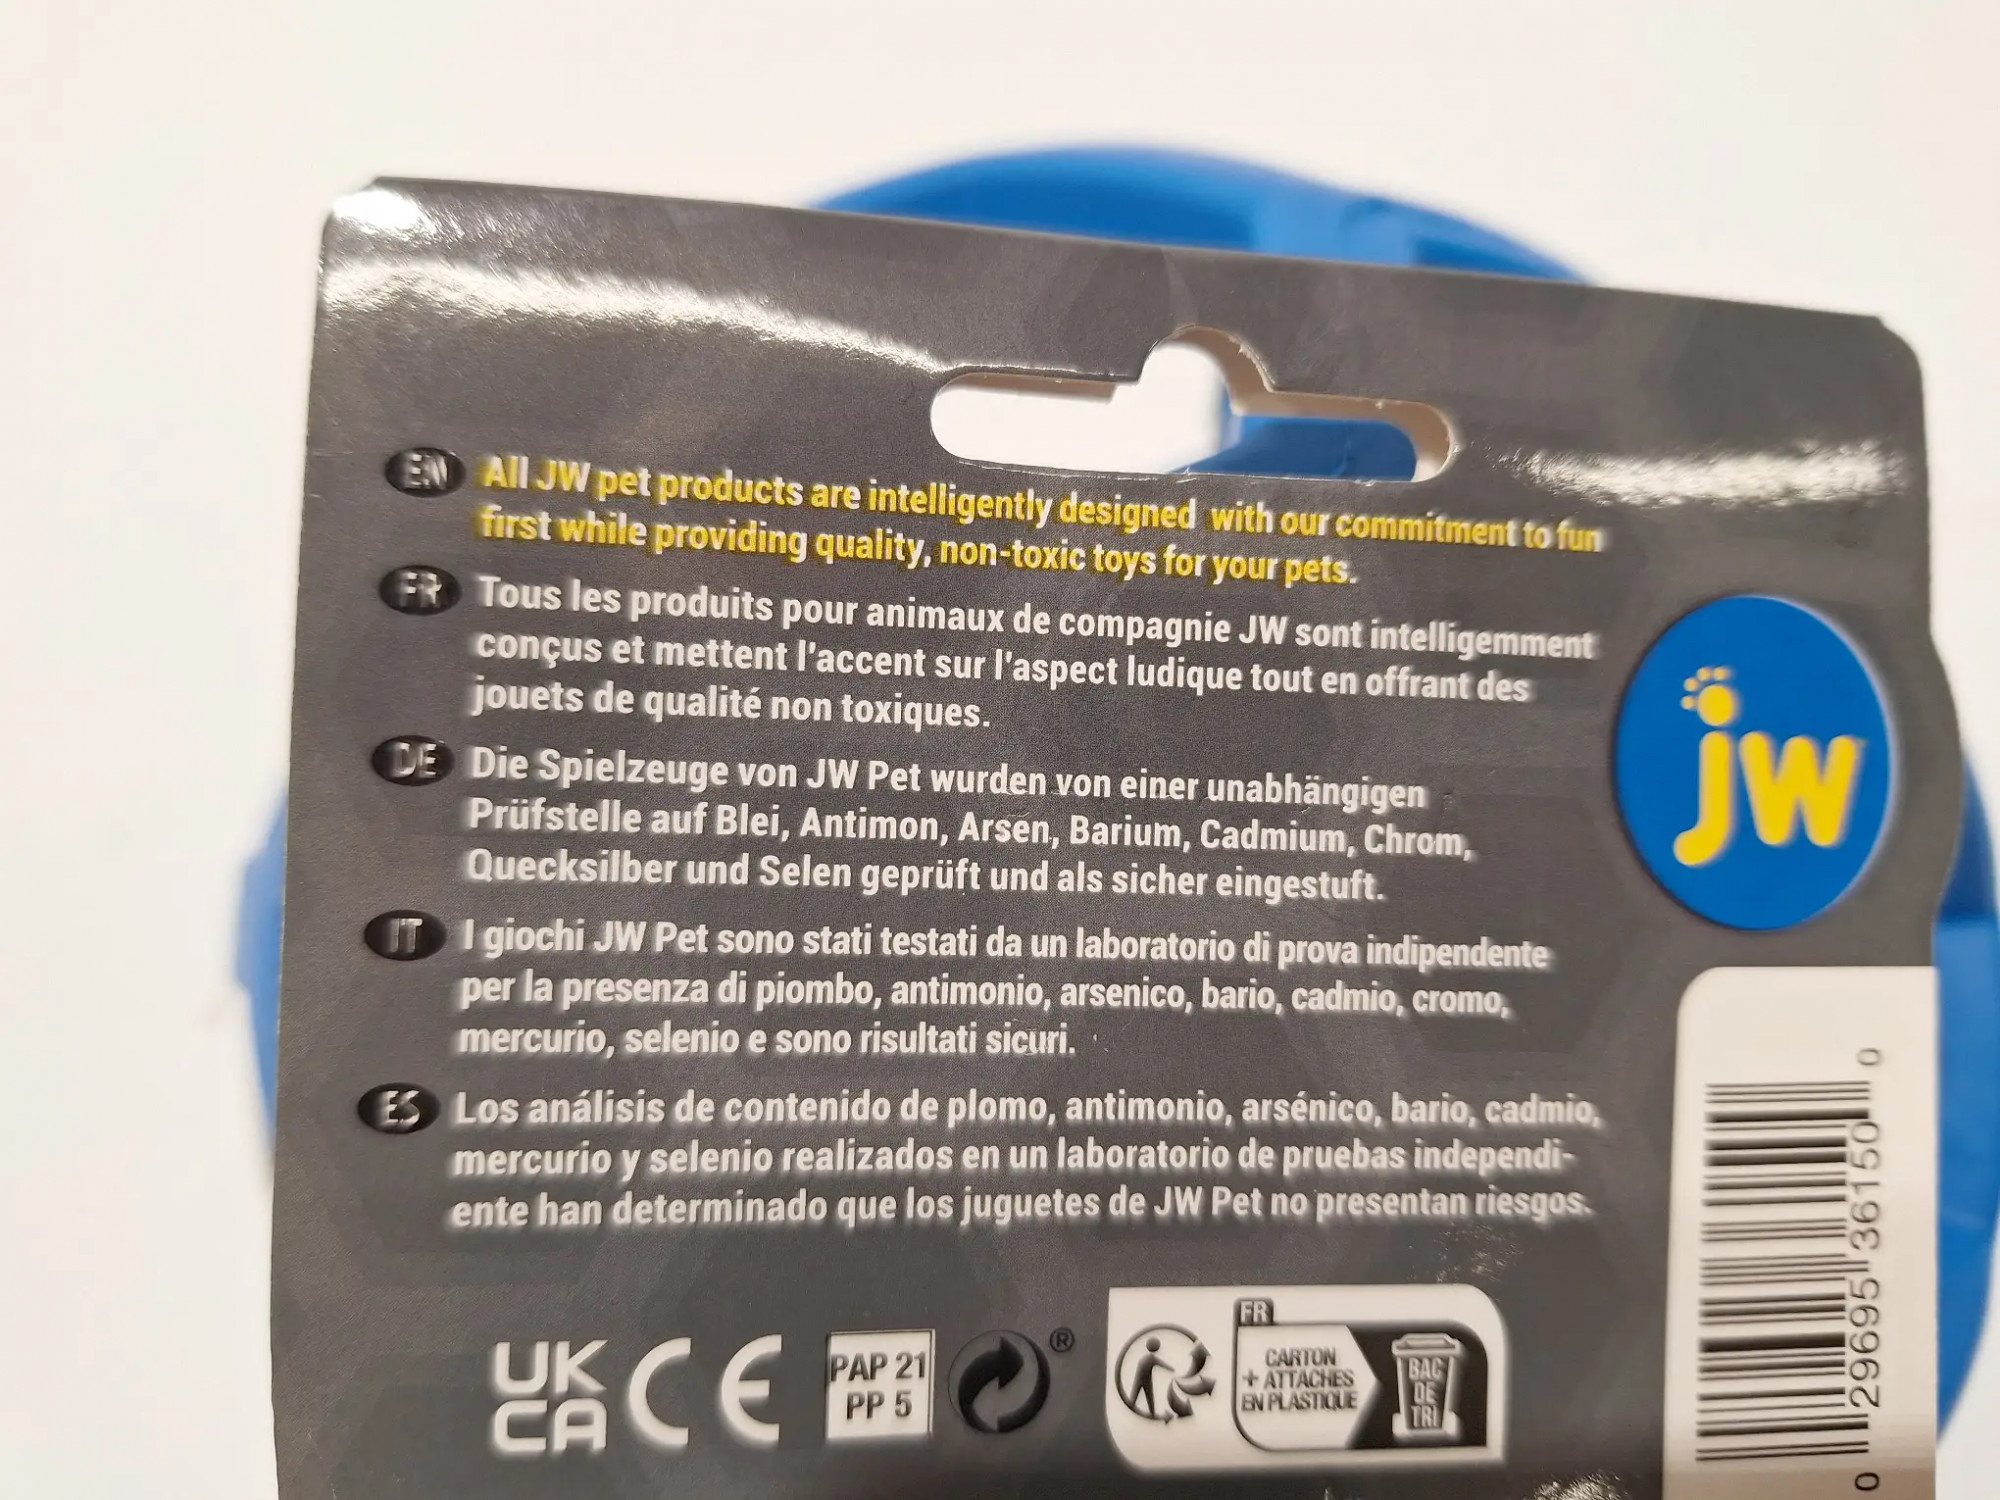 EN All JW pet products are intelligently designed with our commitment to fun
first while providing quality, non-toxic toys for your pets.
FR Tous les produits pour animaux de compagnie JW sont intelligemment
conçus et mettent l'accent sur l'aspect ludique tout en offrant des
jouets de qualité non toxiques.
DE Die Spielzeuge von JW Pet wurden von einer unabhängigen
Prüfstelle auf Blei, Antimon, Arsen, Barium, Cadmium, Chrom,
Quecksilber und Selen geprüft und als sicher eingestuft.
IT I giochi JW Pet sono stati testati da un laboratorio di prova indipendente
per la presenza di piombo, antimonio, arsenico, bario, cadmio, cromo,
mercurio, selenio e sono risultati sicuri.
ES Los análisis de contenido de plomo, antimonio, arsénico, bario, cadmio,
mercurio y selenio realizados en un laboratorio de pruebas independi-
ente han determinado que los juguetes de JW Pet no presentan riesgos.
jw
UK
CA
CE
PAP 21
PP 5
®
FR
CARTON
+ ATTACHES
EN PLASTIQUE
BAC
DE
TRI
0 29695 36150 0